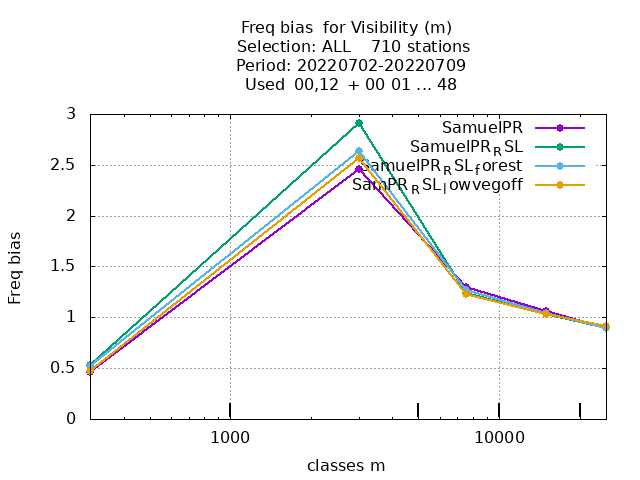 Freq bias for Visibility (m)
Selection: ALL 710 stations
Period: 20220702-20220709
Used 00,12 + 00 01 ... 48
3
2.5
2
1.5
1
0.5
0
Freq bias
SamuelPR
SamuelPR_RSL
SamuelPR_RSL_forest
SamPR_RSL_lowvegoff
1000
10000
classes m